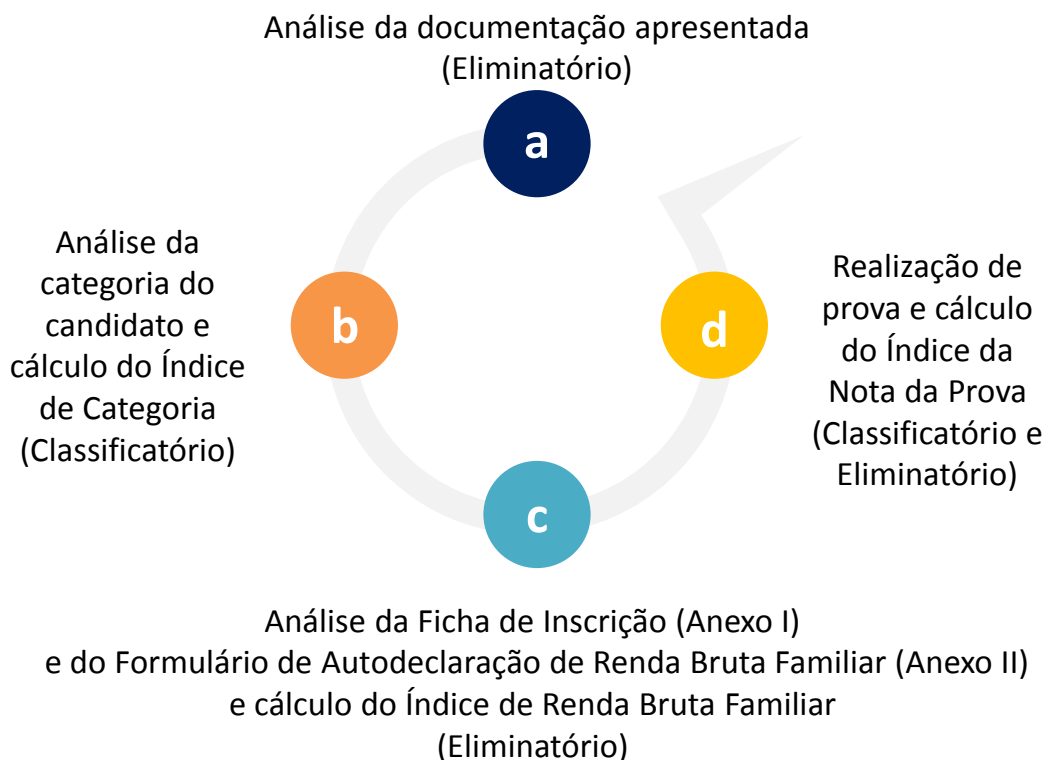 Análise da documentação apresentada
(Eliminatório)
a
Análise da
categoria do
candidato e
cálculo do Índice
de Categoria
(Classificatório)
b
d
Realização de
prova e cálculo
do Índice da
Nota da Prova
(Classificatório e
Eliminatório)
c
Análise da Ficha de Inscrição (Anexo I)
e do Formulário de Autodeclaração de Renda Bruta Familiar (Anexo II)
e cálculo do Índice de Renda Bruta Familiar
(Eliminatório)